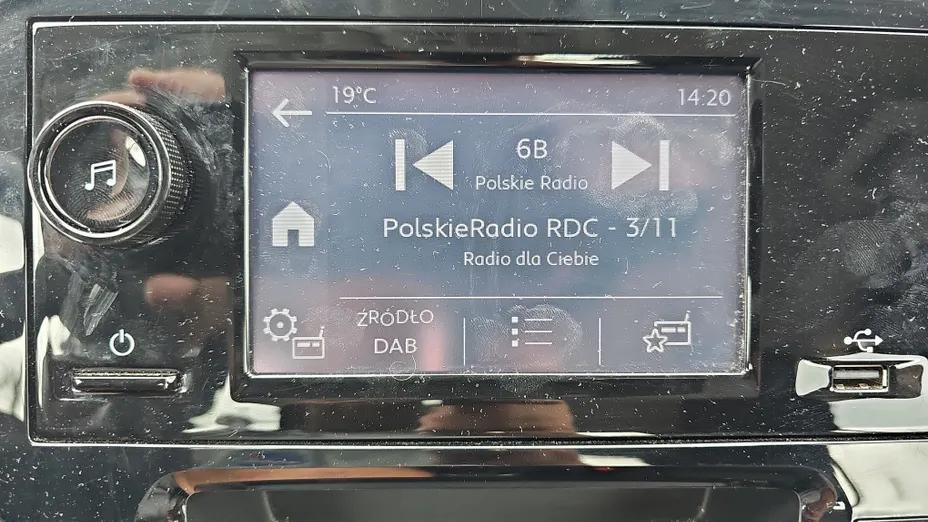 19°C 14:20
6B
Polskie Radio
PolskieRadio RDC - 3/11
Radio dla Ciebie
ŹRÓDŁO
DAB